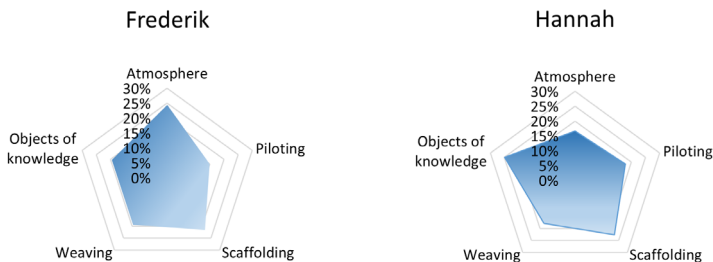 Frederik
Atmosphere
30%
25%
20%
15%
10%
5%
0%
Piloting
Scaffolding
Weaving
Objects of
knowledge
Hannah
Atmosphere
30%
25%
20%
15%
10%
5%
0%
Piloting
Scaffolding
Weaving
Objects of
knowledge